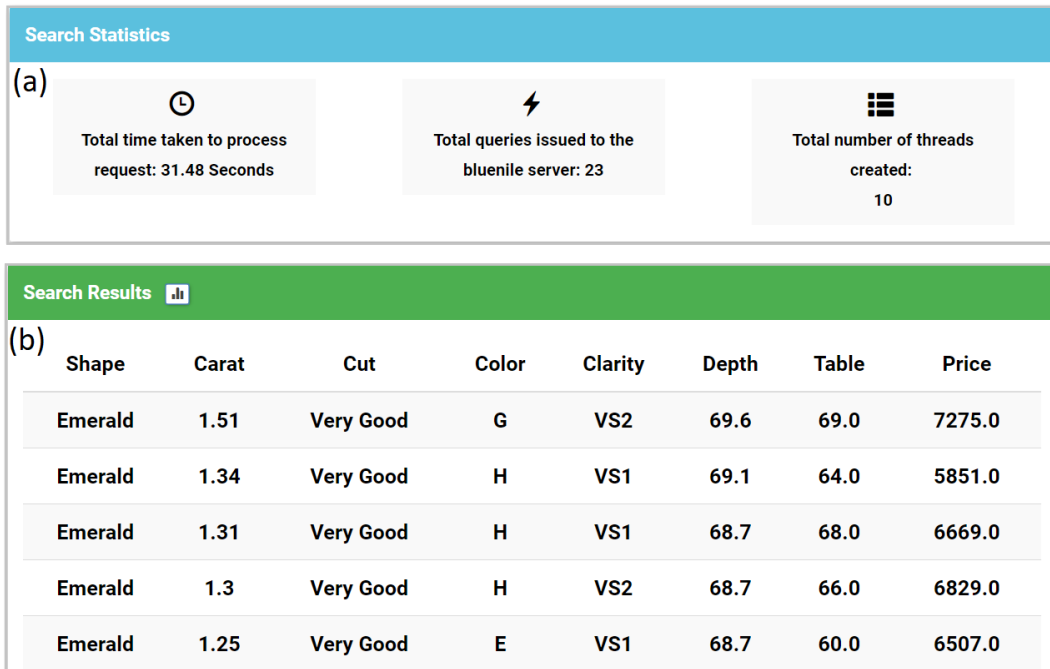 Search Statistics
(a)
Total time taken to process
request: 31.48 Seconds
Total queries issued to the
bluenile server: 23
Total number of threads
created:
10
Search Results
(b)
Shape Carat Cut Color Clarity Depth Table Price
Emerald 1.51 Very Good G VS2 69.6 69.0 7275.0
Emerald 1.34 Very Good H VS1 69.1 64.0 5851.0
Emerald 1.31 Very Good H VS1 68.7 68.0 6669.0
Emerald 1.3 Very Good H VS2 68.7 66.0 6829.0
Emerald 1.25 Very Good E VS1 68.7 60.0 6507.0